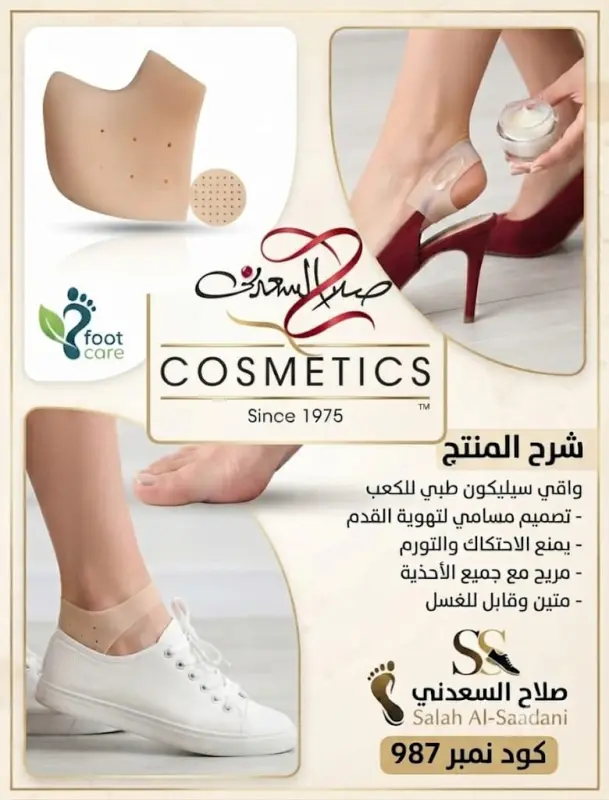 صلاح السعدني
COSMETICS
Since 1975
TM
foot
care
شرح المنتج
واقي سيليكون طبي للكعب
- تصميم مسامي لتهوية القدم
- يمنع الاحتكاك والتورم
- مريح مع جميع الأحذية
- متين وقابل للغسل
SS
صلاح السعدني
Salah Al-Saadani
كود نمبر 987